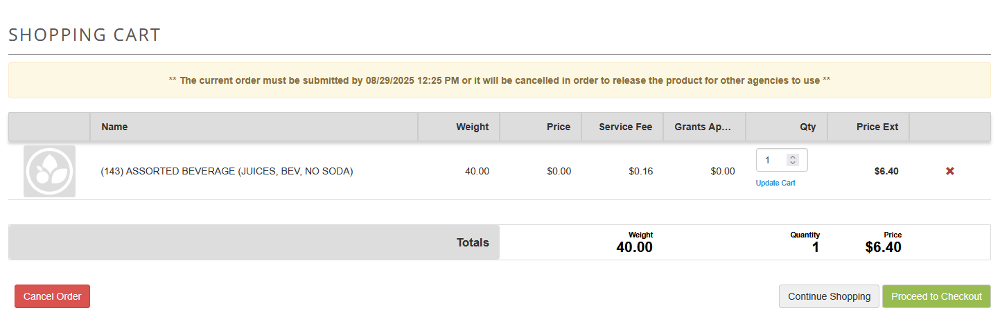 SHOPPING CART
** The current order must be submitted by 08/29/2025 12:25 PM or it will be cancelled in order to release the product for other agencies to use **
Name Weight Price Service Fee Grants Ap... Qty Price Ext
(143) ASSORTED BEVERAGE (JUICES, BEV, NO SODA) 40.00 $0.00 $0.16 $0.00 1 $6.40
Update Cart
Weight Quantity Price
Totals 40.00 1 $6.40
Cancel Order Continue Shopping Proceed to Checkout